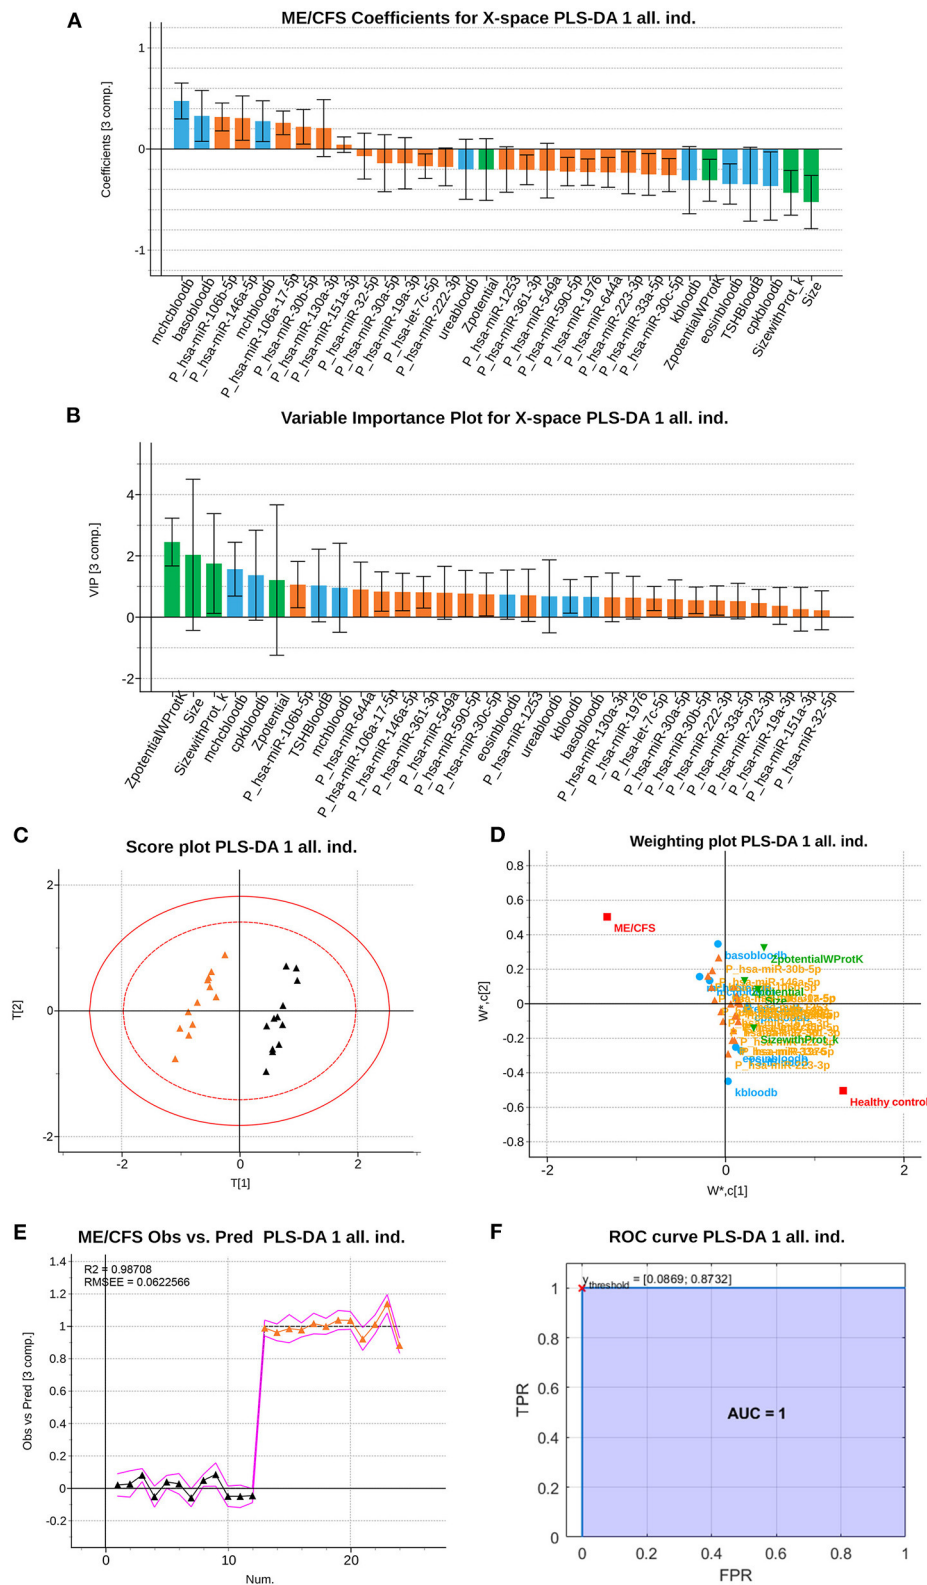 A
ME/CFS Coefficients for X-space PLS-DA 1 all. ind.
Coefficients [3 comp.]
1
0
-1
mchcbloodb
basobloodb
P_hsa-miR-106b-5p
P_hsa-miR-146a-5p
mchbloodb
P_hsa-miR-106a-17-5p
P_hsa-miR-30b-5p
P_hsa-miR-130a-3p
P_hsa-miR-151a-3p
P_hsa-miR-32-5p
P_hsa-miR-30a-5p
P_hsa-miR-19a-3p
P_hsa-let-7c-5p
P_hsa-miR-222-3p
ureabloodb
Zpotential
P_hsa-miR-1253
P_hsa-miR-361-3p
P_hsa-miR-549a
P_hsa-miR-590-5p
P_hsa-miR-1976
P_hsa-miR-644a
P_hsa-miR-223-3p
P_hsa-miR-33a-5p
P_hsa-miR-30c-5p
kbloodb
ZpotentialWProtK
eosinbloodb
TSHBloodB
cpkbloodb
SizewithProt_k
Size
B
Variable Importance Plot for X-space PLS-DA 1 all. ind.
VIP [3 comp.]
4
2
0
-2
ZpotentialWProtK
Size
SizewithProt_k
mchcbloodb
cpkbloodb
Zpotential
P_hsa-miR-106b-5p
TSHBloodB
mchbloodb
P_hsa-miR-644a
P_hsa-miR-106a-17-5p
P_hsa-miR-146a-5p
P_hsa-miR-361-3p
P_hsa-miR-549a
P_hsa-miR-590-5p
P_hsa-miR-30c-5p
eosinbloodb
P_hsa-miR-1253
ureabloodb
kbloodb
basobloodb
P_hsa-miR-130a-3p
P_hsa-miR-1976
P_hsa-let-7c-5p
P_hsa-miR-30a-5p
P_hsa-miR-30b-5p
P_hsa-miR-222-3p
P_hsa-miR-33a-5p
P_hsa-miR-223-3p
P_hsa-miR-19a-3p
P_hsa-miR-151a-3p
P_hsa-miR-32-5p
C
Score plot PLS-DA 1 all. ind.
T[2]
2
0
-2
-2
0
2
T[1]
D
Weighting plot PLS-DA 1 all. ind.
W*,c[2]
0.8
0.6
0.4
0.2
0
-0.2
-0.4
-0.6
-0.8
ME/CFS
basobloodb
ZpotentialWProtK
P_hsa-miR-30b-5p
P_hsa-miR-146a-5p
Zpotential
Size
SizewithProt_k
eosinbloodb
P_hsa-miR-223-3p
kbloodb
Healthy control
-2
0
2
W*,c[1]
E
ME/CFS Obs vs. Pred PLS-DA 1 all. ind.
R2 = 0.98708
RMSEE = 0.0622566
Obs vs Pred [3 comp.]
1.4
1.2
1
0.8
0.6
0.4
0.2
0
-0.2
0
10
20
Num.
F
ROC curve PLS-DA 1 all. ind.
y threshold = [0.0869; 0.8732]
TPR
1
0.8
0.6
0.4
0.2
0
AUC = 1
0
0.2
0.4
0.6
0.8
1
FPR